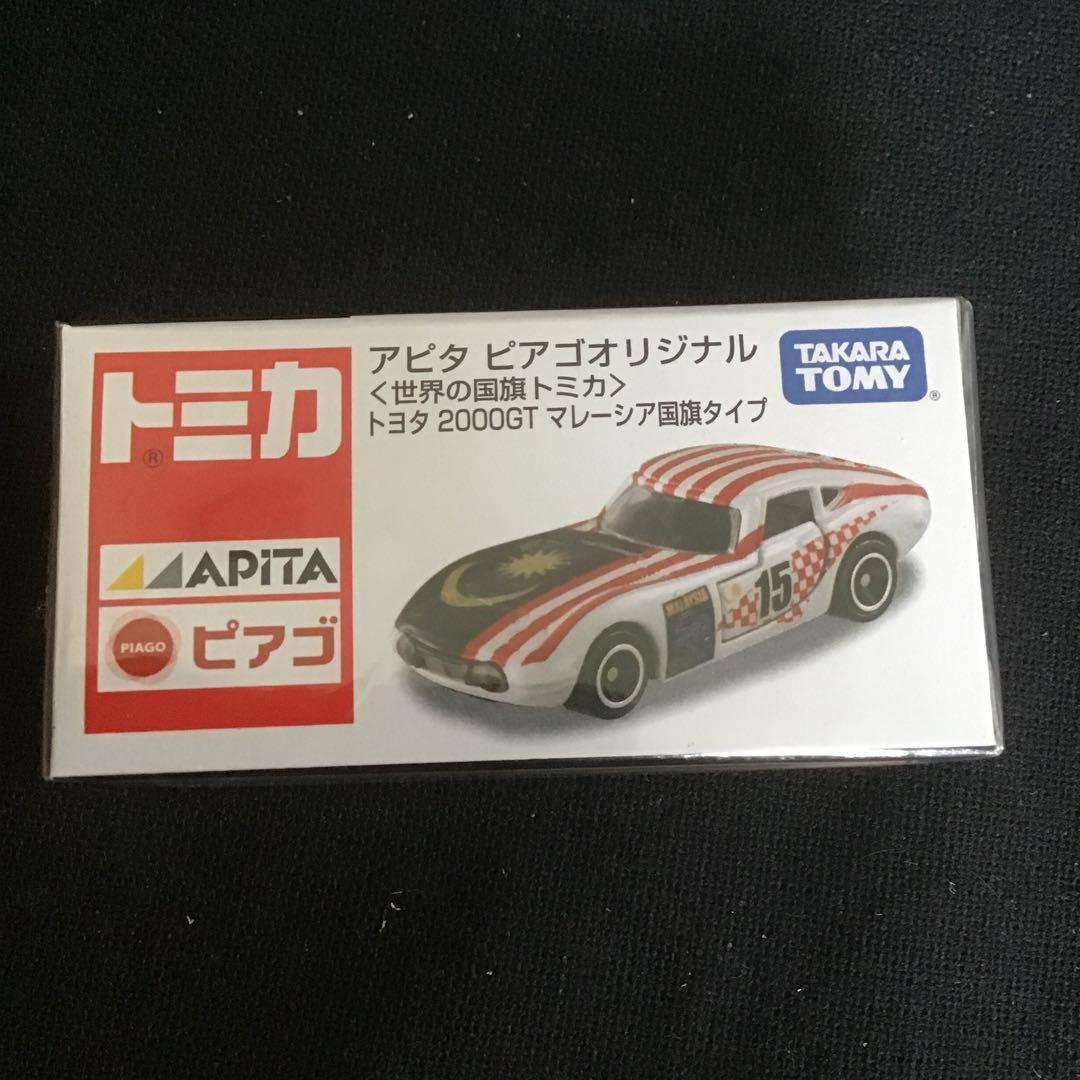 トミカ
®
APiTA
PIAGO
ピアゴ
アピタ ピアゴオリジナル
<世界の国旗トミカ>
トヨタ 2000GT マレーシア国旗タイプ
TAKARA
TOMY
®
MALAYSIA
15